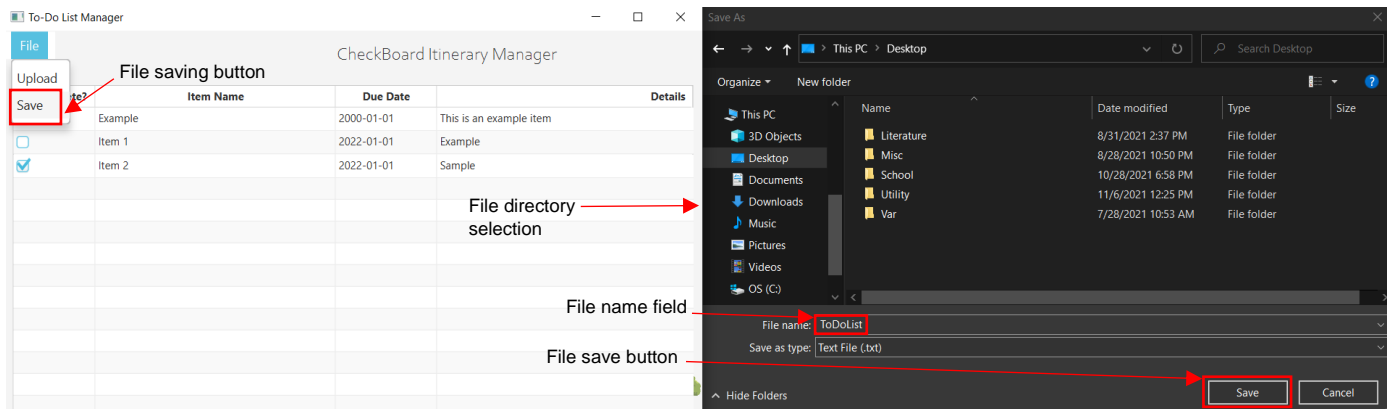 To-Do List Manager
File
CheckBoard Itinerary Manager
Upload
Save
File saving button
te?
Item Name
Due Date
Details
Example
2000-01-01
This is an example item
Item 1
2022-01-01
Example
Item 2
2022-01-01
Sample
File directory
selection
File name field
File save button
Save As
This PC > Desktop
Search Desktop
Organize
New folder
Name
Date modified
Type
Size
This PC
3D Objects
Desktop
Documents
Downloads
Music
Pictures
Videos
OS (C:)
Literature
8/31/2021 2:37 PM
File folder
Misc
8/28/2021 10:50 PM
File folder
School
10/28/2021 6:58 PM
File folder
Utility
11/6/2021 12:25 PM
File folder
Var
7/28/2021 10:53 AM
File folder
File name: ToDoList
Save as type: Text File (.txt)
Hide Folders
Save
Cancel